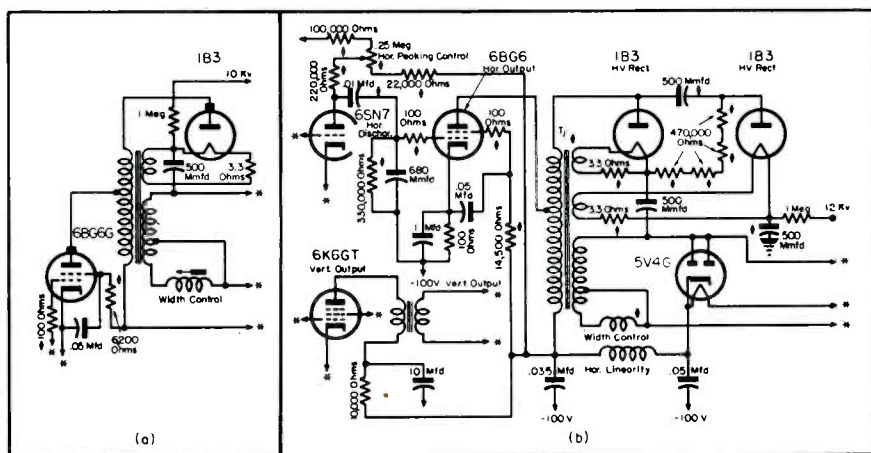 1B3
10 Kv
1 Meg
500
Mmfd
3.3
Ohms
6BG6G
Width Control
100 Ohms
.05 Mfd
6200
Ohms
(a)
100,000 Ohms
.25 Meg
Hor. Peaking Control
220,000
Ohms
.01 Mfd
22,000
Ohms
6SN7
Hor.
Dischar.
100
Ohms
6BG6
Hor. Output
100
Ohms
330,000 Ohms
680
Mmfd
.05
Mfd
.1 Mfd
100
Ohms
14,500 Ohms
-100V
6K6GT
Vert. Output
Vert Output
10,000 Ohms
10 Mfd
1B3
HV Rect
1B3
HV Rect
500
Mmfd
470,000
Ohms
T1
3.3 Ohms
500
Mmfd
3.3 Ohms
1 Meg
12 Kv
500
Mmfd
5V4G
Width Control
Hor. Linearity
.035
Mfd
.05 Mfd
-100 V
-100 V
(b)